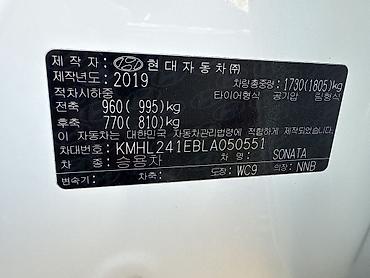 제 작 자 : 현대자동차㈜
제작년도: 2019 차량총중량: 1730(1805)kg
적차시하중 타이어형식 공기압 림형식
전축 960( 995)kg
후축 770( 810)kg
이 자동차는 대한민국 자동차관리법령에 적합하게 제작되었습니다.
차대번호: KMHL241EBLA050551
차 종 : 승용차 차명: SONATA
변속기: 차축: 도장: WC9 의장: NNB